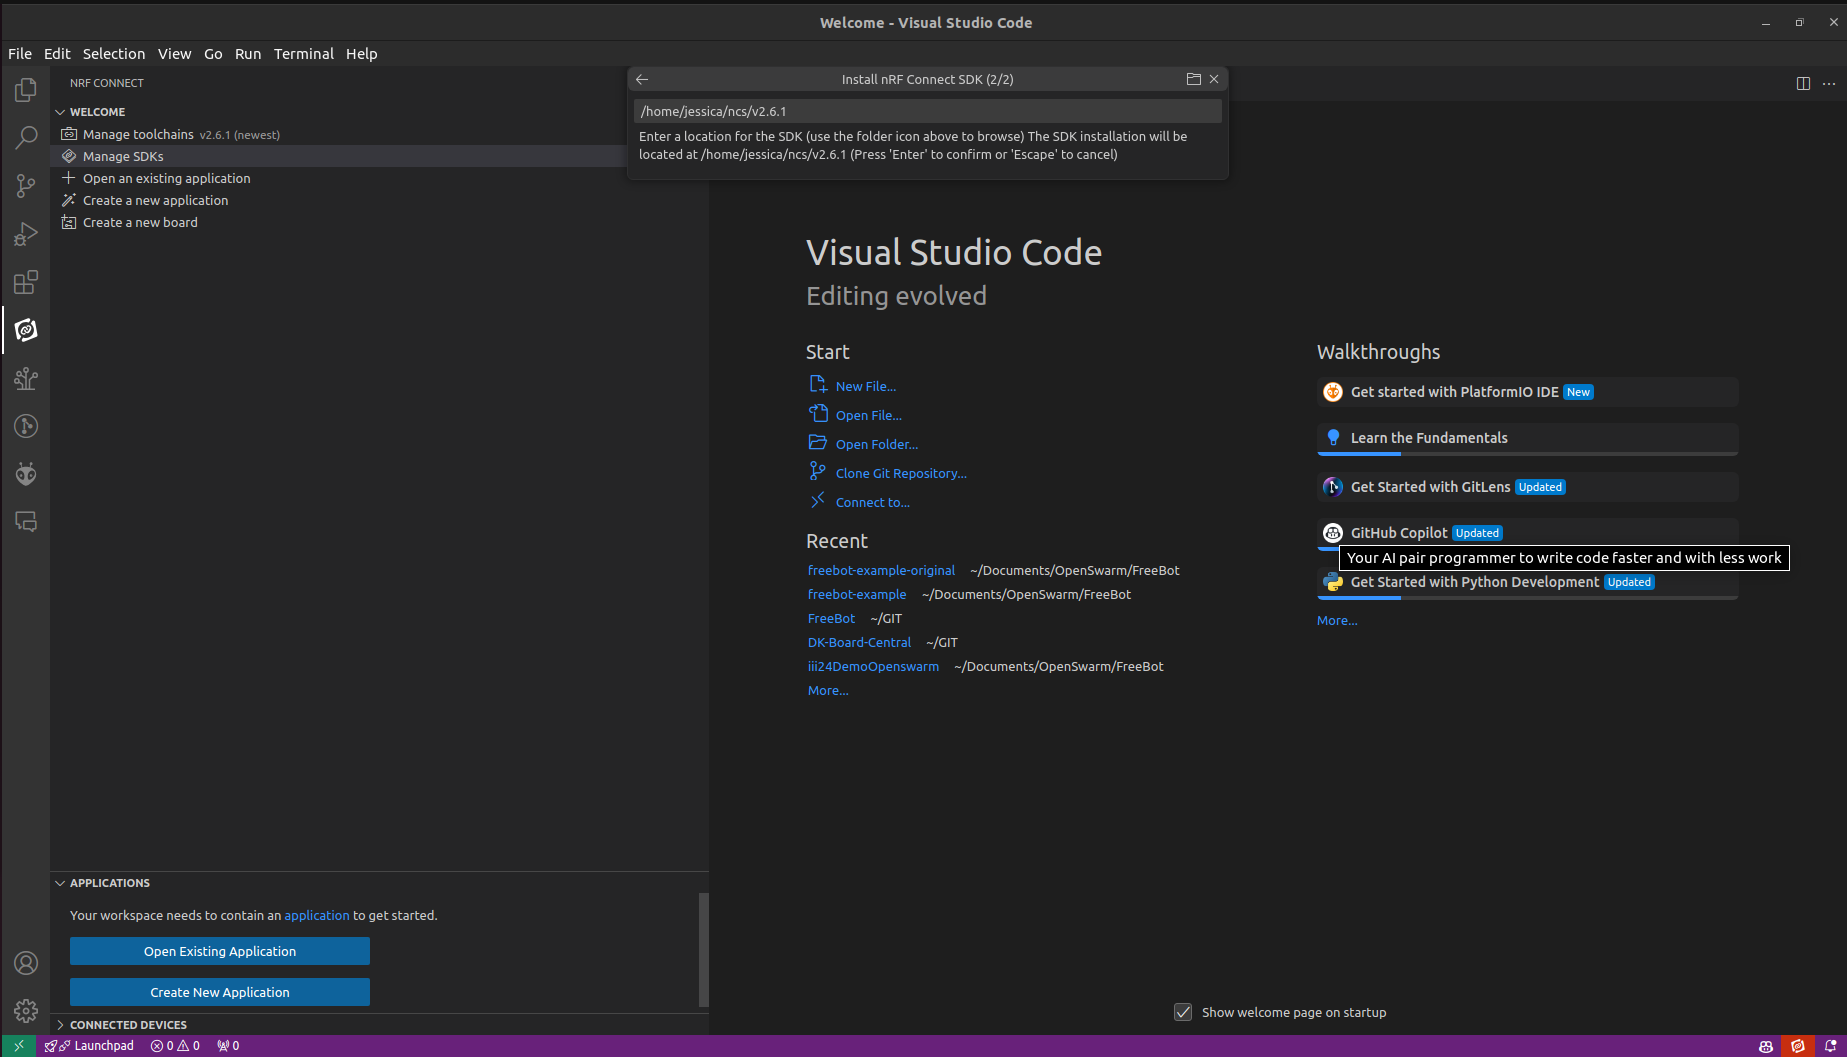 Welcome - Visual Studio Code
File Edit Selection View Go Run Terminal Help
NRF CONNECT
WELCOME
Manage toolchains v2.6.1 (newest)
Manage SDKs
Open an existing application
Create a new application
Create a new board
Install nRF Connect SDK (2/2)
/home/jessica/ncs/v2.6.1
Enter a location for the SDK (use the folder icon above to browse) The SDK installation will be
located at /home/jessica/ncs/v2.6.1 (Press 'Enter' to confirm or 'Escape' to cancel)
Visual Studio Code
Editing evolved
Start
New File...
Open File...
Open Folder...
Clone Git Repository...
Connect to...
Recent
freebot-example-original ~/Documents/OpenSwarm/FreeBot
freebot-example ~/Documents/OpenSwarm/FreeBot
FreeBot ~/GIT
DK-Board-Central ~/GIT
iii24DemoOpenswarm ~/Documents/OpenSwarm/FreeBot
More...
Walkthroughs
Get started with PlatformIO IDE New
Learn the Fundamentals
Get Started with GitLens Updated
GitHub Copilot Updated
Your AI pair programmer to write code faster and with less work
Get Started with Python Development Updated
More...
APPLICATIONS
Your workspace needs to contain an application to get started.
Open Existing Application
Create New Application
CONNECTED DEVICES
Show welcome page on startup
Launchpad 0 0 0